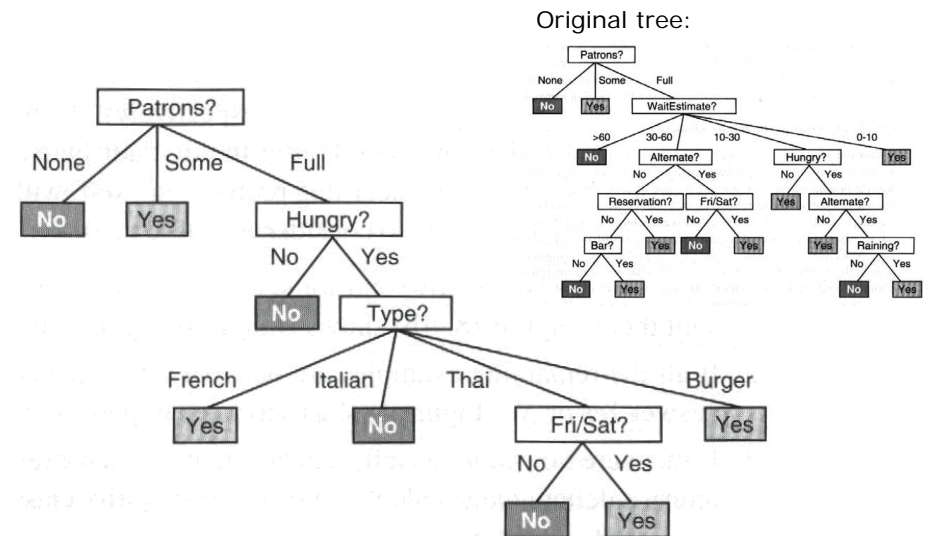 Original tree:
Patrons?
None Some Full
No Yes Hungry?
No Yes
No Type?
French Italian Thai Burger
Yes No Fri/Sat? Yes
No Yes
No Yes
Patrons?
None Some Full
No Yes WaitEstimate?
>60 30-60 10-30 0-10
No Alternate? Hungry? Yes
No Yes No Yes
Reservation? Fri/Sat? Yes Alternate?
No Yes No Yes No Yes
Bar? Yes No Yes Yes Raining?
No Yes No Yes
No Yes No Yes